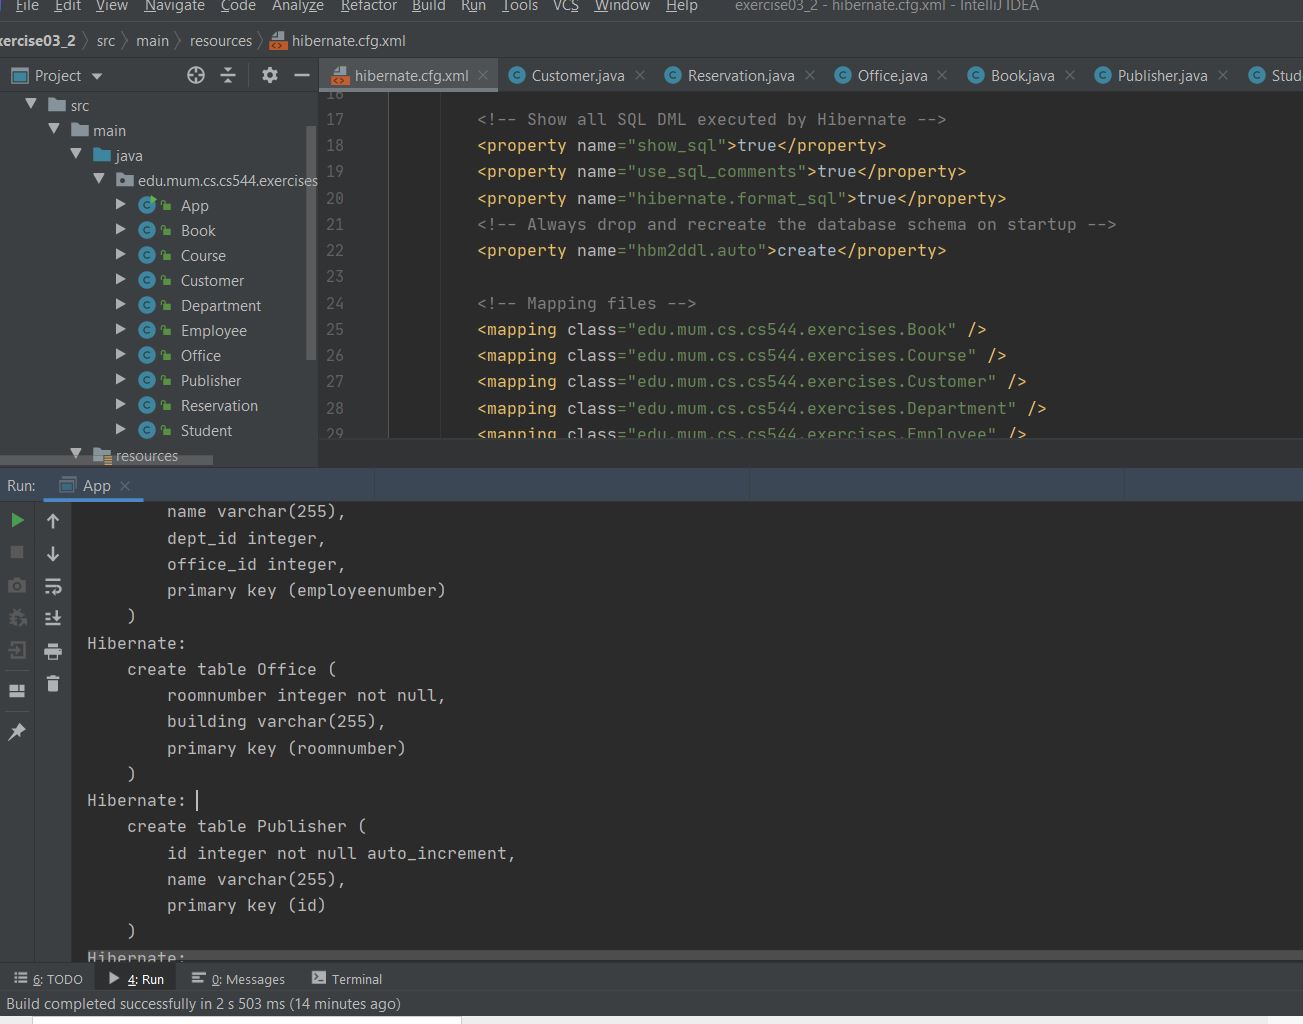 File Edit View Navigate Code Analyze Refactor Build Run Tools VCS Window Help exercise03_2 - hibernate.cfg.xml - IntelliJ IDEA
xercise03_2 src main resources hibernate.cfg.xml
Project hibernate.cfg.xml Customer.java Reservation.java Office.java Book.java Publisher.java Stud
src
main
java
edu.mum.cs.cs544.exercises
App
Book
Course
Customer
Department
Employee
Office
Publisher
Reservation
Student
resources
16
17 <!-- Show all SQL DML executed by Hibernate -->
18 <property name="show_sql">true</property>
19 <property name="use_sql_comments">true</property>
20 <property name="hibernate.format_sql">true</property>
21 <!-- Always drop and recreate the database schema on startup -->
22 <property name="hbm2ddl.auto">create</property>
23
24 <!-- Mapping files -->
25 <mapping class="edu.mum.cs.cs544.exercises.Book" />
26 <mapping class="edu.mum.cs.cs544.exercises.Course" />
27 <mapping class="edu.mum.cs.cs544.exercises.Customer" />
28 <mapping class="edu.mum.cs.cs544.exercises.Department" />
29 <mapping class="edu.mum.cs.cs544.exercises.Employee" />
Run: App
name varchar(255),
dept_id integer,
office_id integer,
primary key (employeenumber)
)
Hibernate:
create table Office (
roomnumber integer not null,
building varchar(255),
primary key (roomnumber)
)
Hibernate:
create table Publisher (
id integer not null auto_increment,
name varchar(255),
primary key (id)
)
Hibernate:
6: TODO 4: Run 0: Messages Terminal
Build completed successfully in 2 s 503 ms (14 minutes ago)